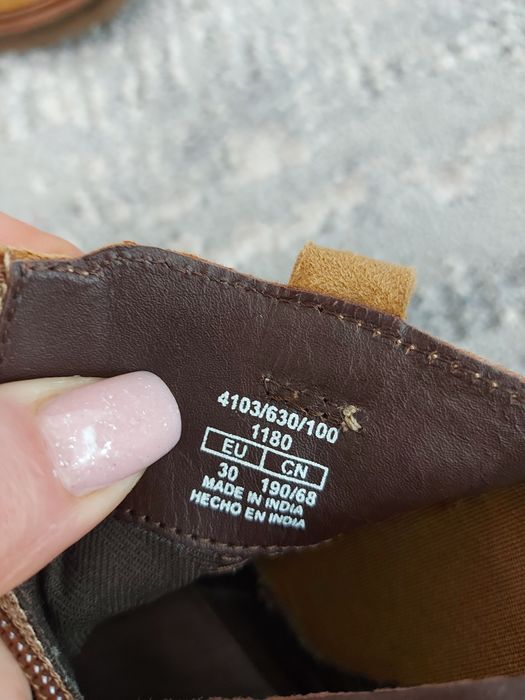 4103/630/100
1180
EU CN
30 190/68
MADE IN INDIA
HECHO EN INDIA